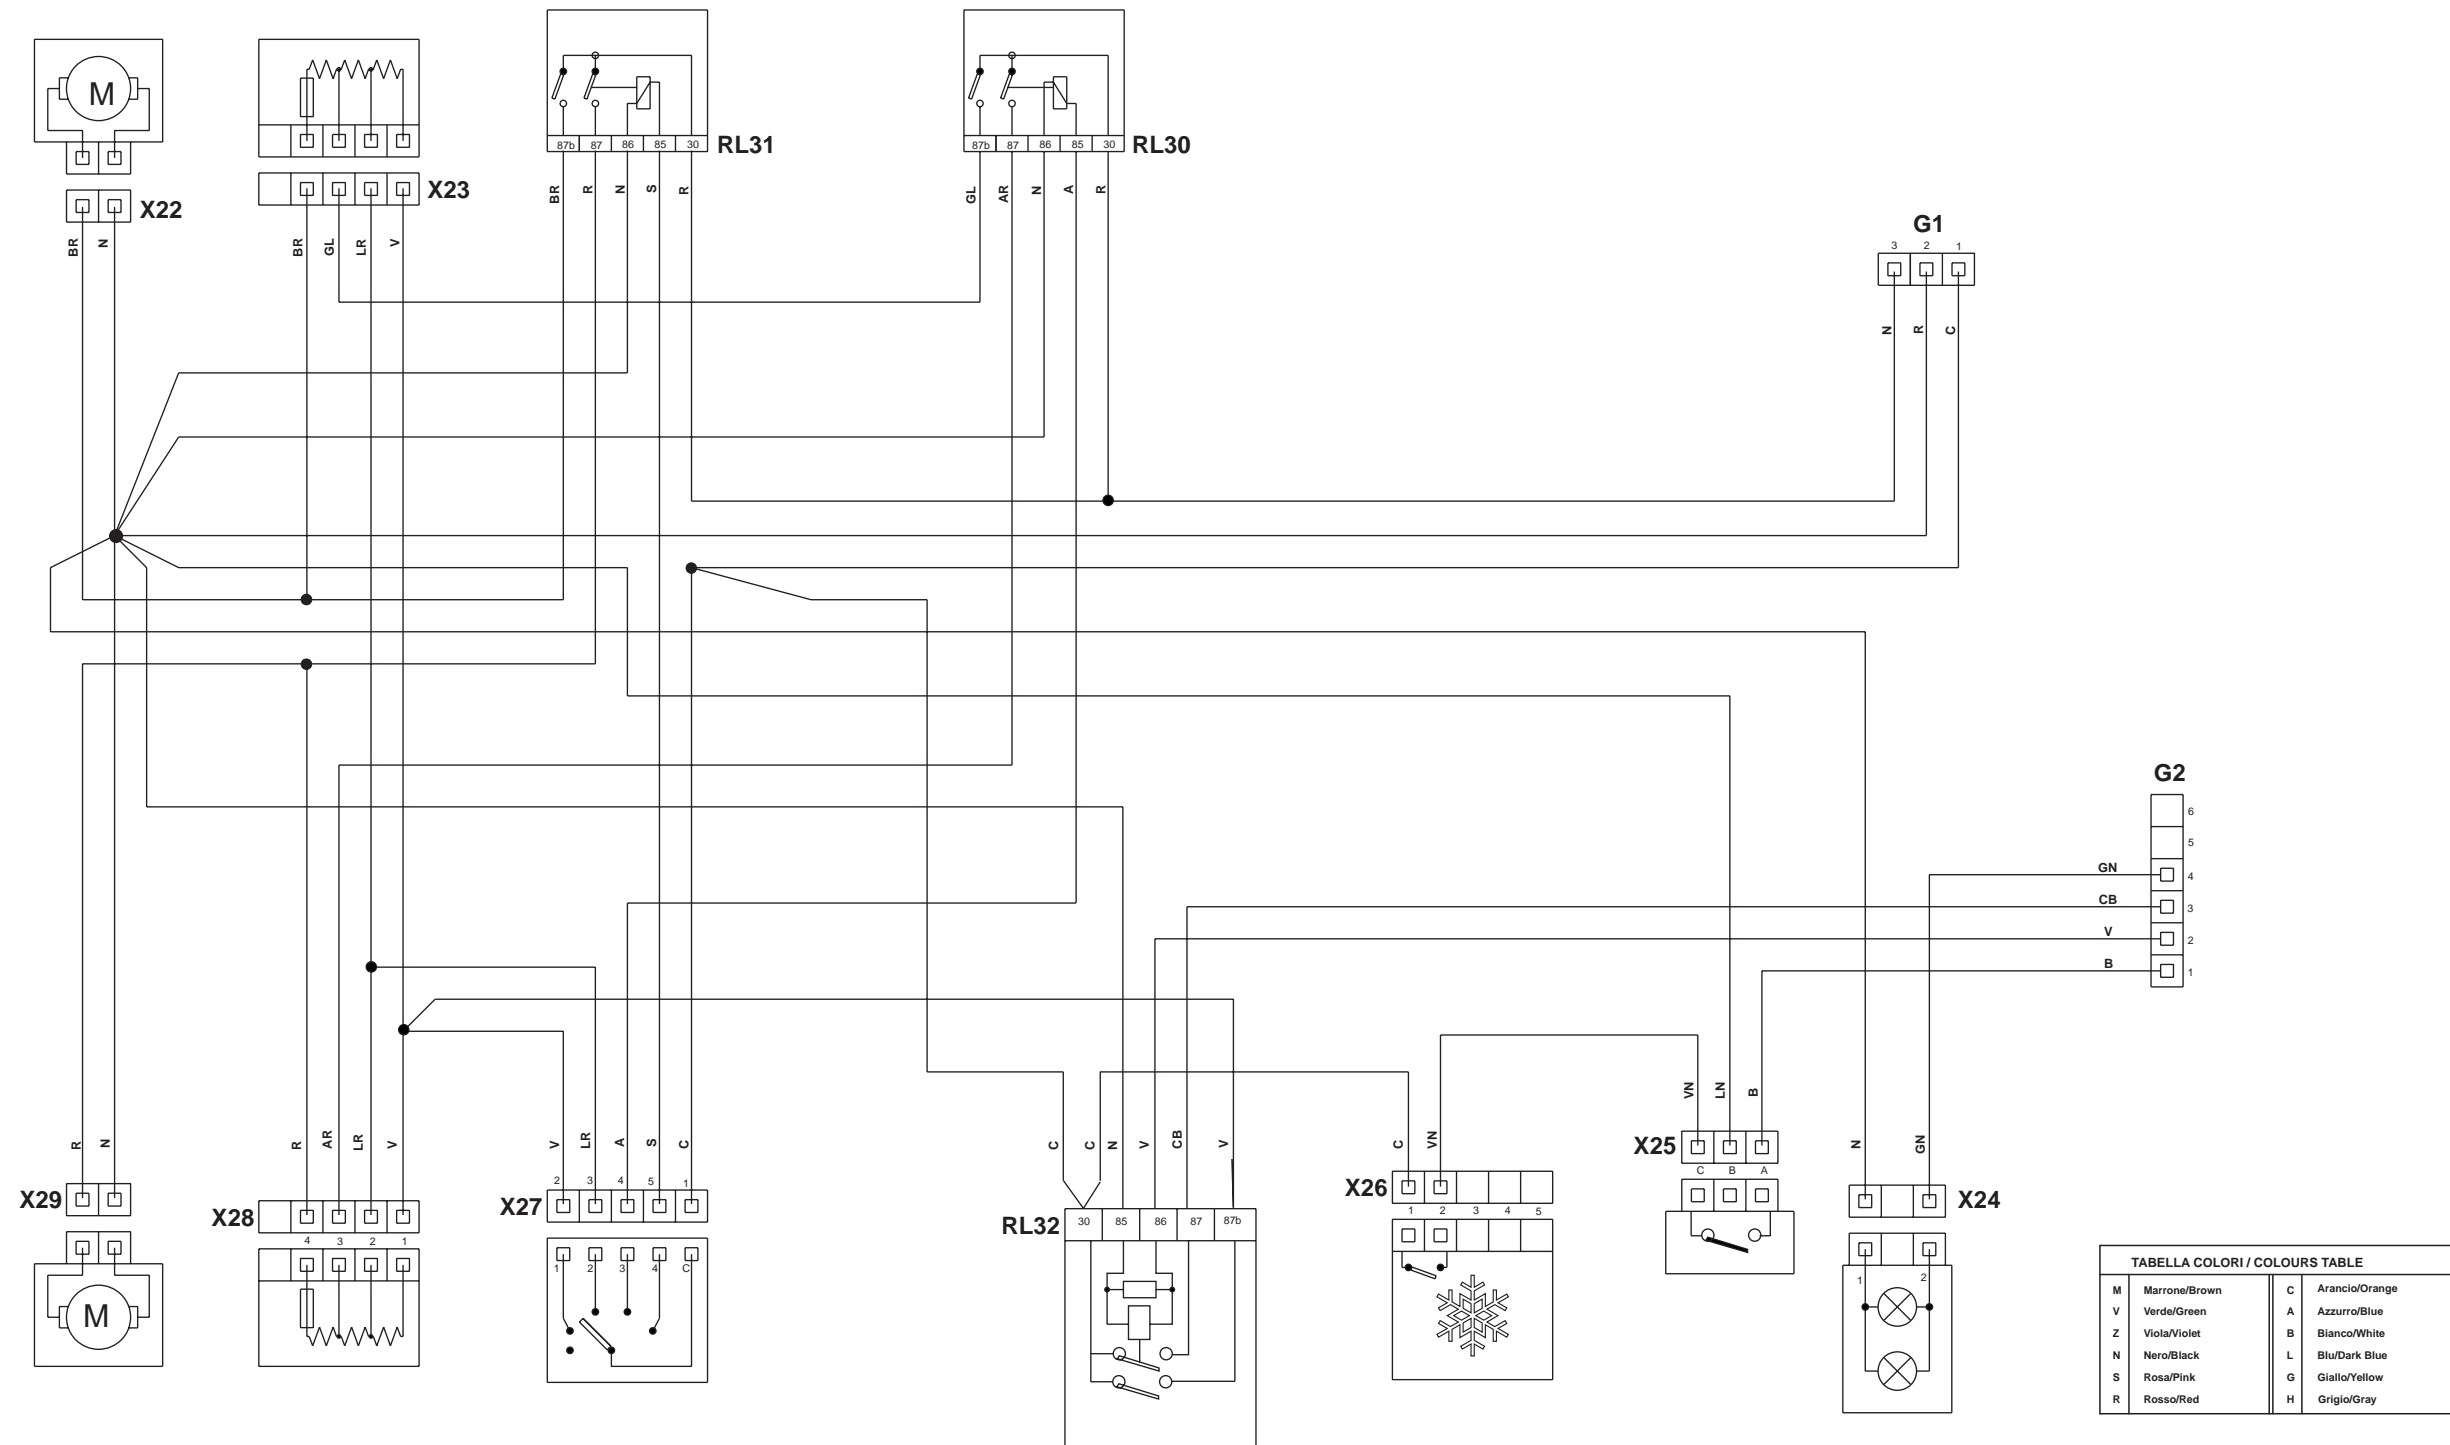 M
RL31
87b 87 86 85 30
RL30
87b 87 86 85 30
X22
X23
BR N
BR GL LR V
BR R N S R
GL AR N A R
G1
3 2 1
N R C
G2
6
5
GN 4
CB 3
V 2
B 1
R N
R AR LR V
V LR A S C
C C N V CB V
C VN
VN LN B
N GN
X29
X28
4 3 2 1
X27
2 3 4 5 1
1 2 3 4 C
RL32
30 85 86 87 87b
X26
1 2 3 4 5
X25
C B A
X24
1 2
M
TABELLA COLORI / COLOURS TABLE
M Marrone/Brown C Arancio/Orange
V Verde/Green A Azzurro/Blue
Z Viola/Violet B Bianco/White
N Nero/Black L Blu/Dark Blue
S Rosa/Pink G Giallo/Yellow
R Rosso/Red H Grigio/Gray